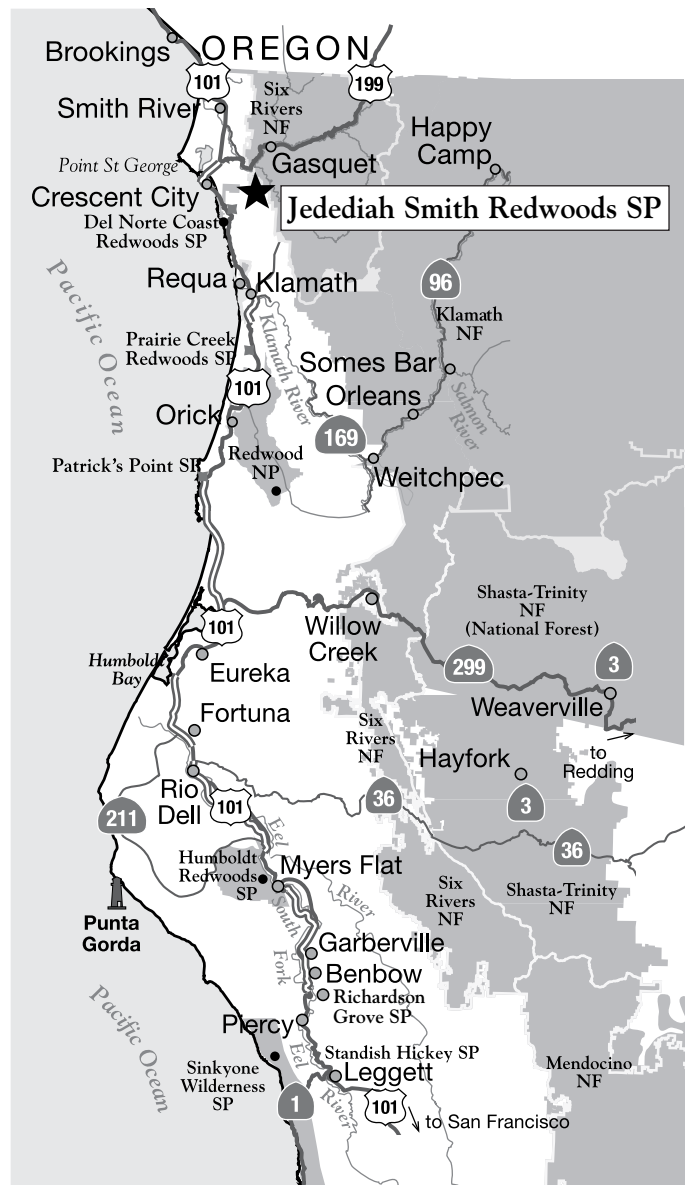 OREGON
Brookings
101
199
Six
Rivers
NF
Smith River
Happy
Camp
Point St George
Gasquet
Crescent City
Jedediah Smith Redwoods SP
Del Norte Coast
Redwoods SP
Pacific Ocean
Requa
Klamath
96
Klamath
NF
Prairie Creek
Redwoods SP
Klamath River
Somes Bar
101
Orleans
Salmon
River
Orick
169
Redwood
NP
Patrick's Point SP
Weitchpec
Shasta-Trinity
NF
(National Forest)
101
Willow
Creek
Humboldt
Bay
Eureka
299
3
Weaverville
Fortuna
Six
Rivers
NF
to
Redding
Hayfork
Rio
Dell
101
36
3
211
Eel
River
36
Humboldt
Redwoods
SP
Myers Flat
Six
Rivers
NF
Shasta-Trinity
NF
Punta
Gorda
South
Fork
Eel
River
Garberville
Benbow
Richardson
Grove SP
Pacific Ocean
Piercy
Standish Hickey SP
Sinkyone
Wilderness
SP
Leggett
Mendocino
NF
1
101
to San Francisco